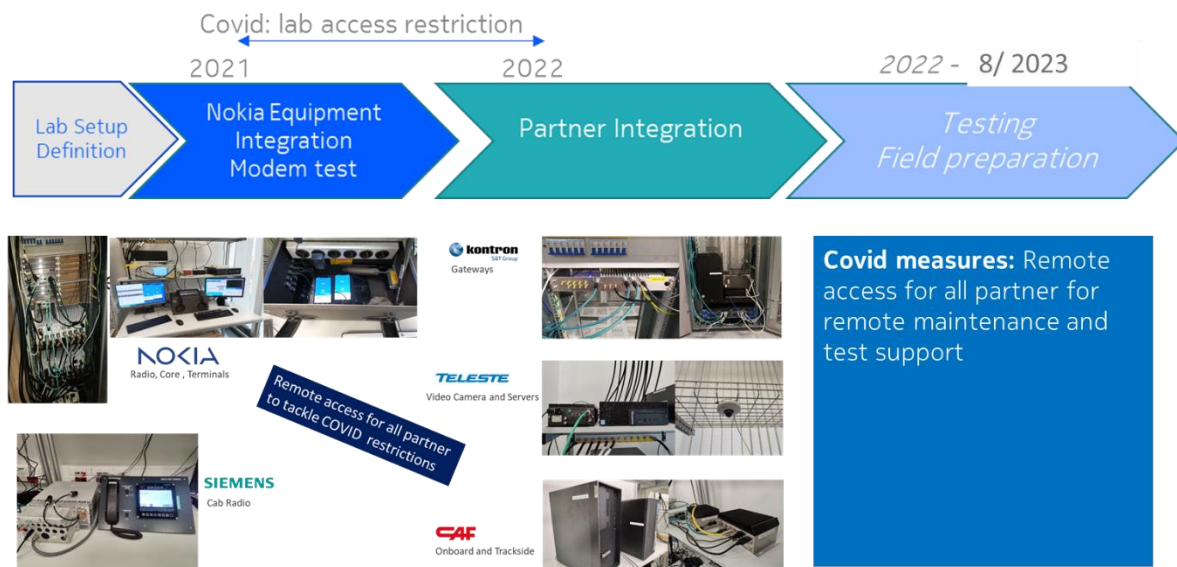 Covid: lab access restriction
2021
2022
2022 - 8/ 2023
Lab Setup
Definition
Nokia Equipment
Integration
Modem test
Partner Integration
Testing
Field preparation
kontron
S&T Group
Gateways
NOKIA
Radio, Core , Terminals
TELESTE
Video Camera and Servers
Remote access for all partner
to tackle COVID restrictions
SIEMENS
Cab Radio
CAF
Onboard and Trackside
Covid measures: Remote
access for all partner for
remote maintenance and
test support